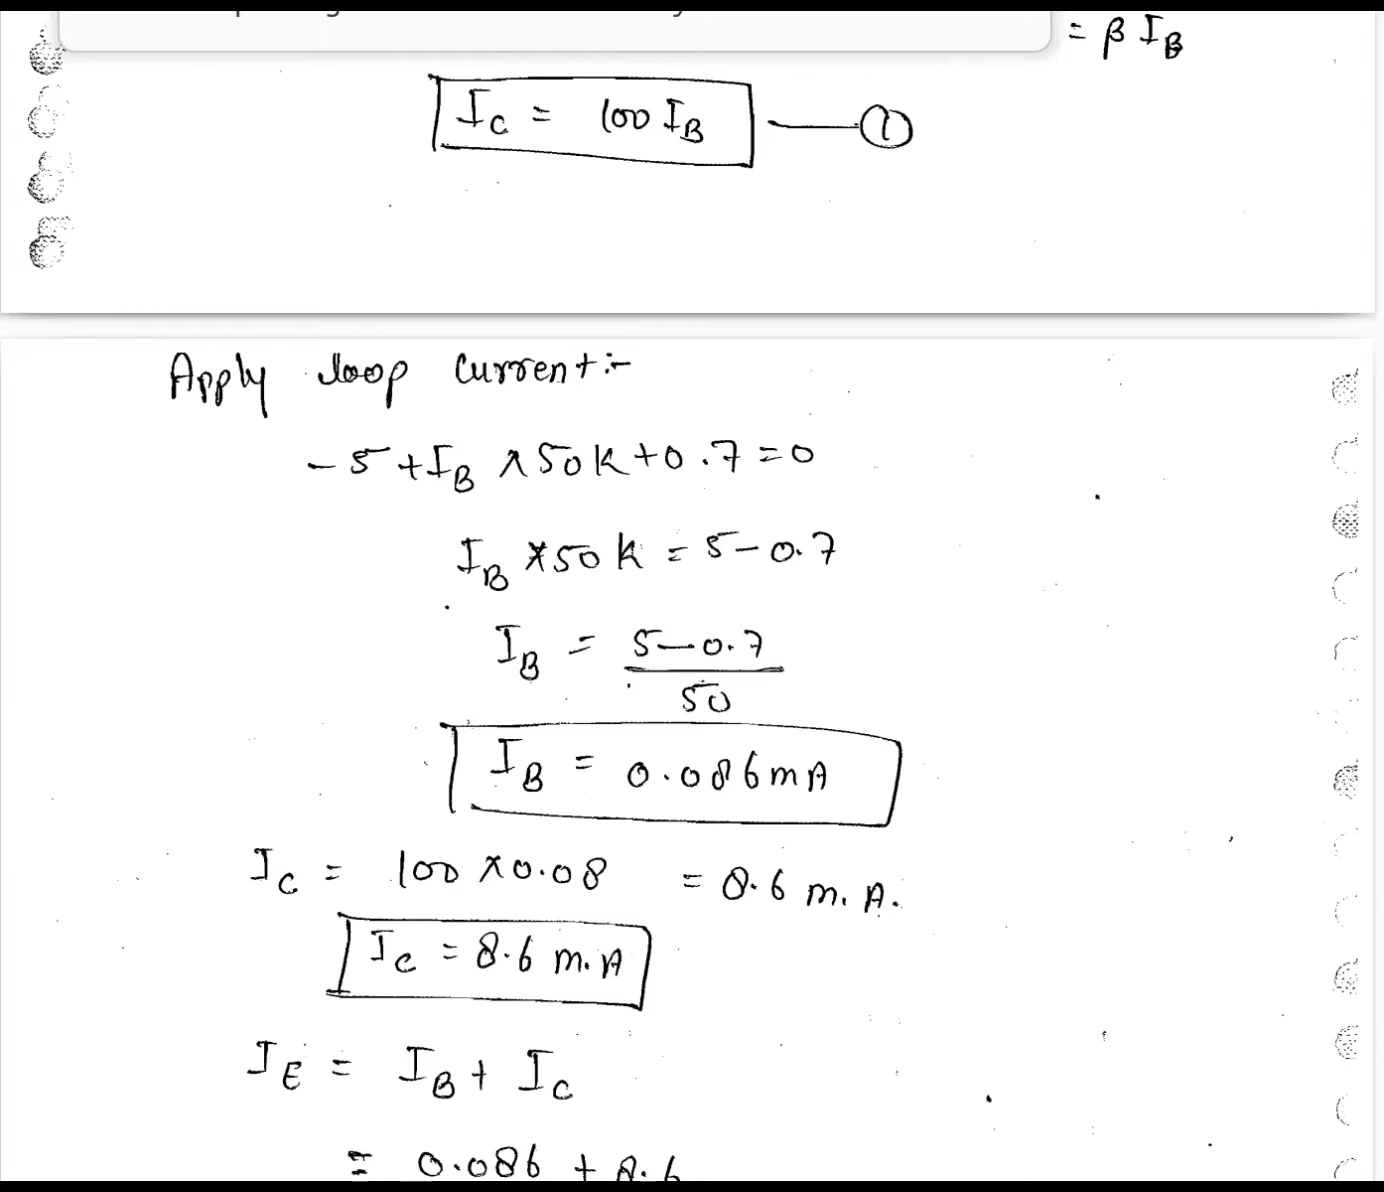 = β I_B
I_C = 100 I_B —— ①
Apply loop current:-
-5 + I_B × 50k + 0.7 = 0
I_B * 50k = 5 - 0.7
I_B = 5 - 0.7
50
I_B = 0.086 mA
I_C = 100 × 0.08 = 8.6 m.A.
I_C = 8.6 m.A
I_E = I_B + I_C
= 0.086 + 8.6